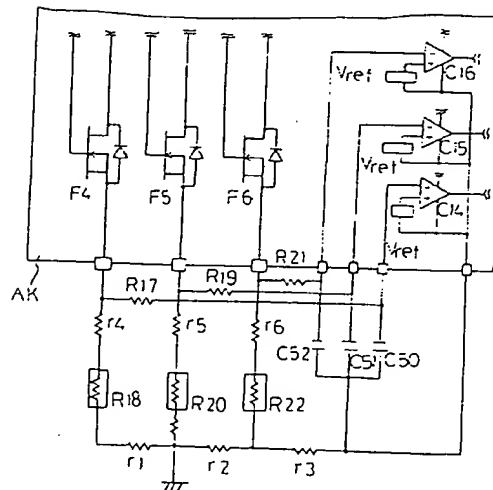 C16
Vref
C15
Vref
C14
Vref
F4
F5
F6
R21
AK
R17
R19
r4
r5
r6
C52
C51
C50
R18
R20
R22
r1
r2
r3